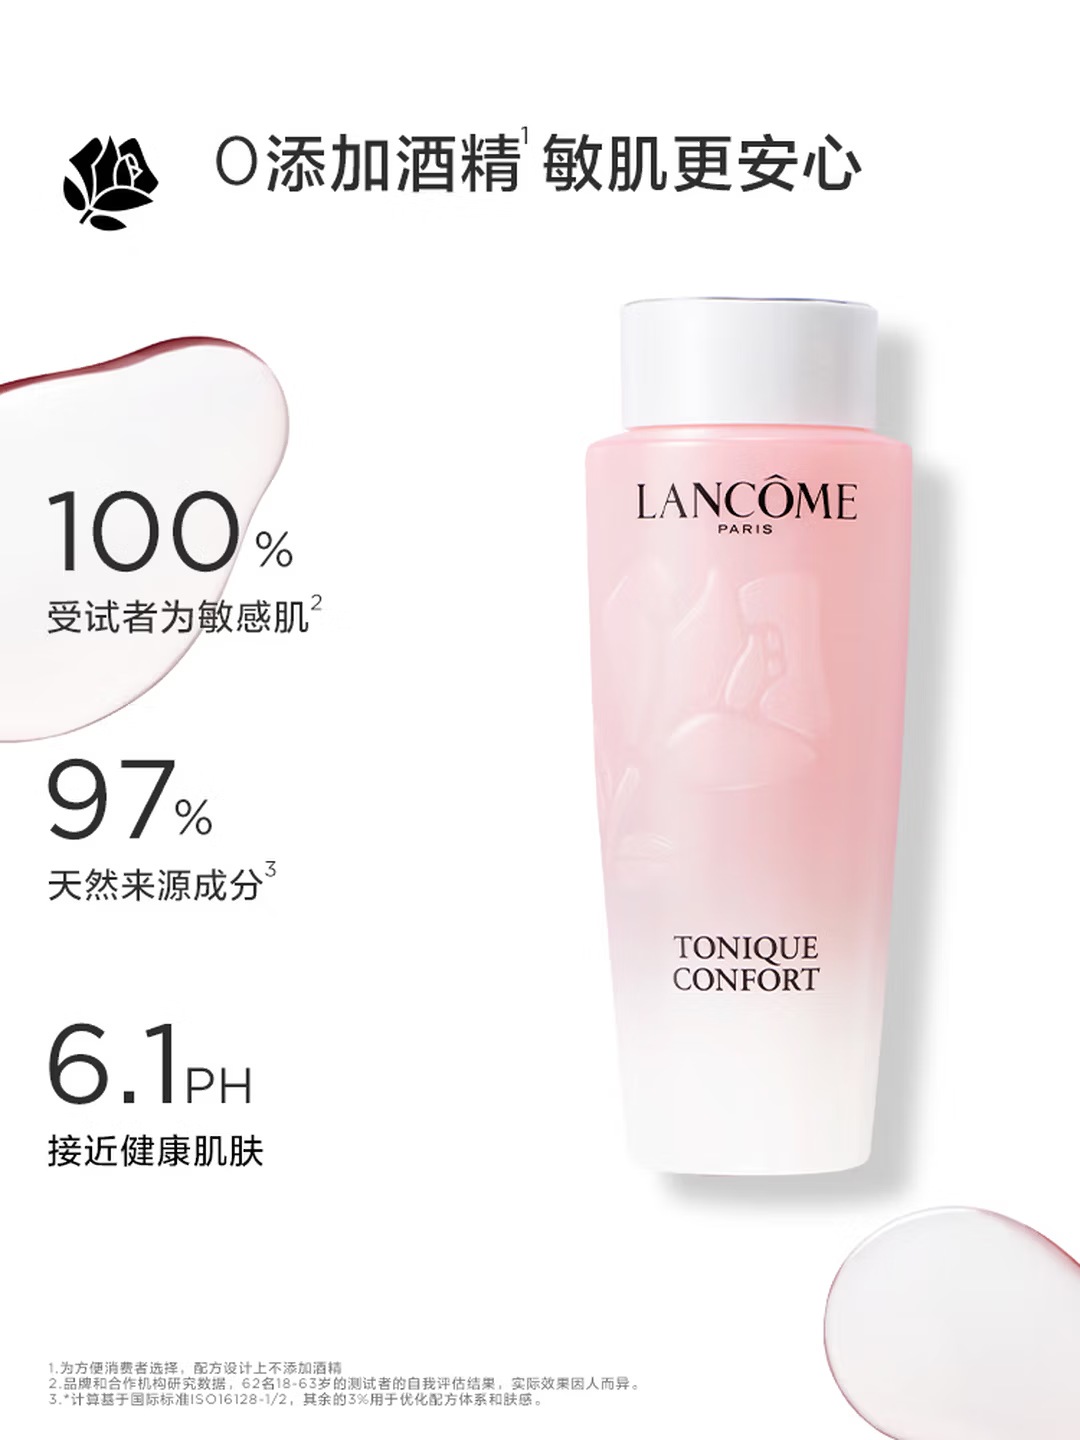 0添加酒精¹敏肌更安心
LANCÔME
PARIS
100%
受试者为敏感肌²
97%
天然来源成分³
TONIQUE
CONFORT
6.1PH
接近健康肌肤
1.为方便消费者选择，配方设计上不添加酒精
2.品牌和合作机构研究数据，62名18-63岁的测试者的自我评估结果，实际效果因人而异。
3.*计算基于国际标准ISO16128-1/2，其余的3%用于优化配方体系和肤感。